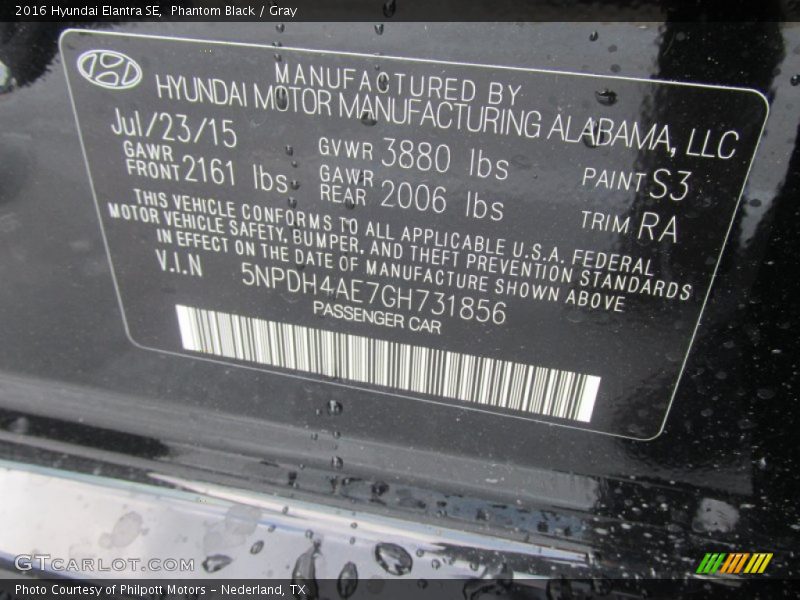 2016 Hyundai Elantra SE, Phantom Black / Gray
MANUFACTURED BY
HYUNDAI MOTOR MANUFACTURING ALABAMA, LLC
Jul/23/15 GVWR 3880 lbs PAINT S3
GAWR FRONT 2161 lbs GAWR REAR 2006 lbs TRIM RA
THIS VEHICLE CONFORMS TO ALL APPLICABLE U.S.A. FEDERAL
MOTOR VEHICLE SAFETY, BUMPER, AND THEFT PREVENTION STANDARDS
IN EFFECT ON THE DATE OF MANUFACTURE SHOWN ABOVE
V.I.N 5NPDH4AE7GH731856
PASSENGER CAR
GTCARLOT.COM
Photo Courtesy of Philpott Motors - Nederland, TX